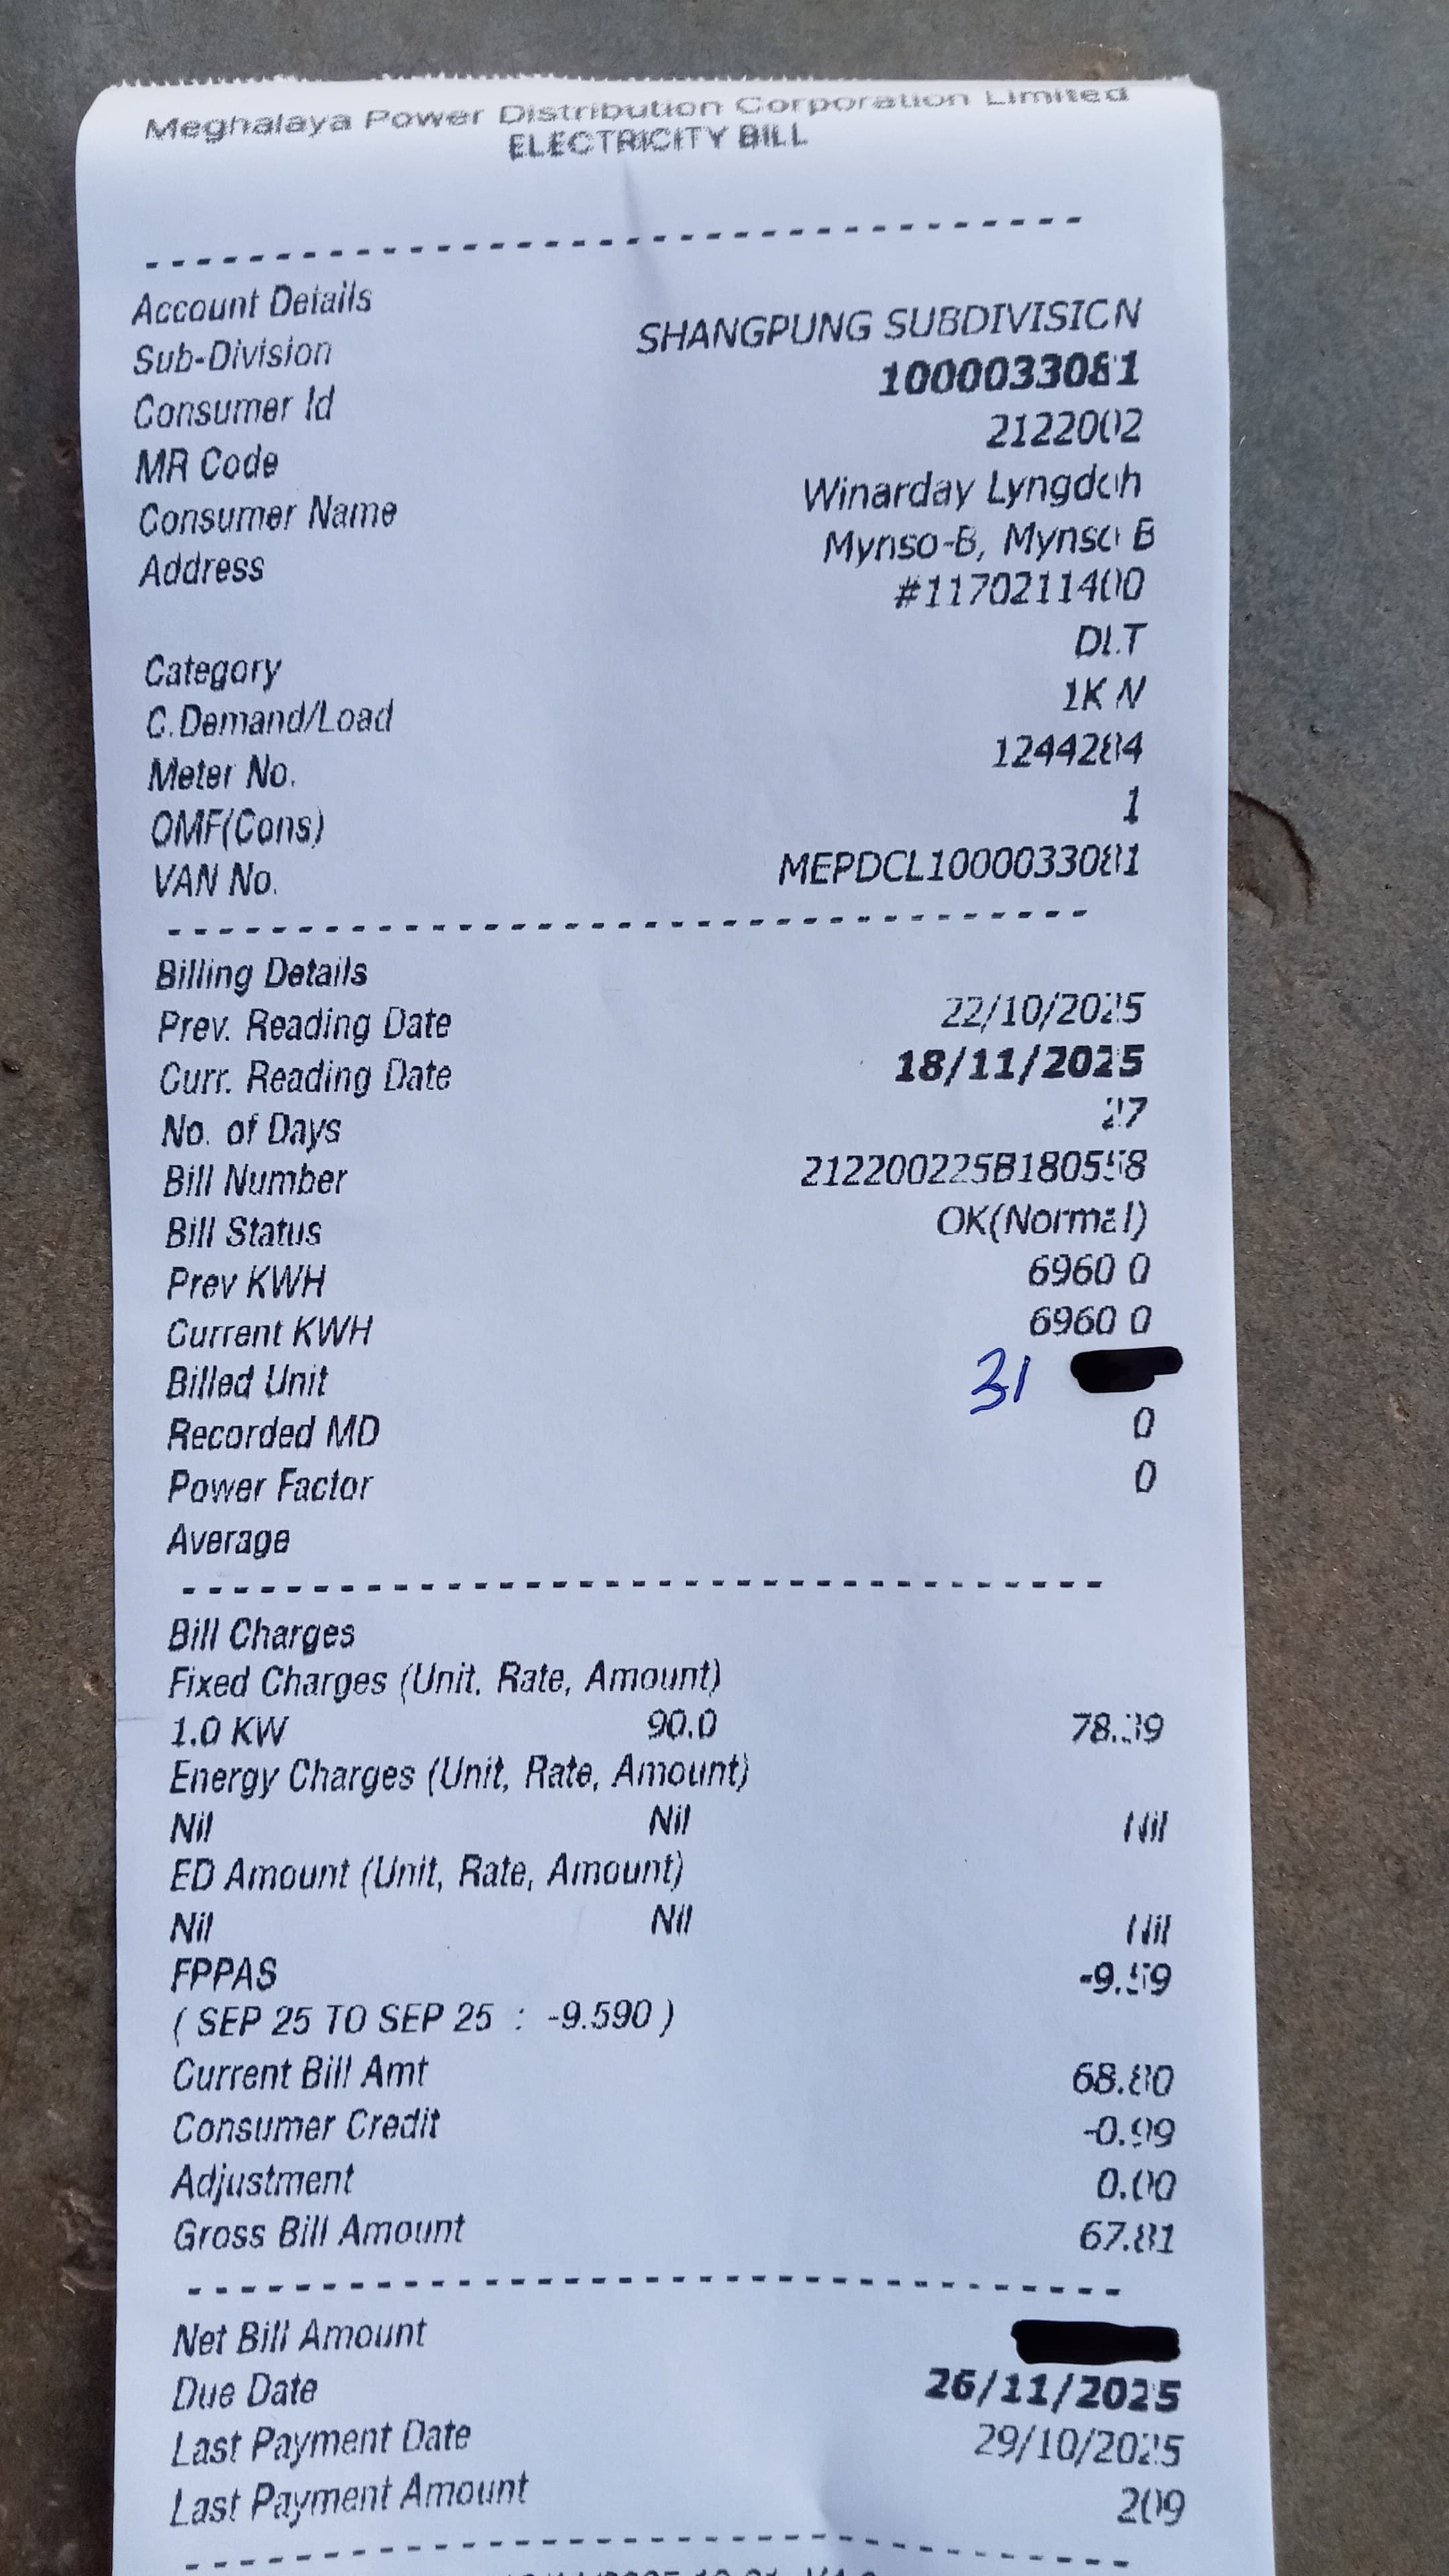 Meghalaya Power Distribution Corporation Limited
ELECTRICITY BILL
Account Details
Sub-Division SHANGPUNG SUBDIVISION
Consumer Id 1000033081
MR Code 2122002
Consumer Name Winarday Lyngdoh
Address Mynso-B, Mynso B
#1170211400
Category DLT
C.Demand/Load 1KW
Meter No. 1244284
OMF(Cons) 1
VAN No. MEPDCL1000033081
Billing Details
Prev. Reading Date 22/10/2025
Curr. Reading Date 18/11/2025
No. of Days 27
Bill Number 212200225B180558
Bill Status OK(Normal)
Prev KWH 6960.0
Current KWH 6960.0
Billed Unit 31
Recorded MD 0
Power Factor 0
Average
Bill Charges
Fixed Charges (Unit, Rate, Amount)
1.0 KW 90.0 78.39
Energy Charges (Unit, Rate, Amount)
Nil Nil Nil
ED Amount (Unit, Rate, Amount)
Nil Nil Nil
FPPAS -9.59
( SEP 25 TO SEP 25 : -9.590 )
Current Bill Amt 68.80
Consumer Credit -0.99
Adjustment 0.00
Gross Bill Amount 67.81
Net Bill Amount
Due Date 26/11/2025
Last Payment Date 29/10/2025
Last Payment Amount 209